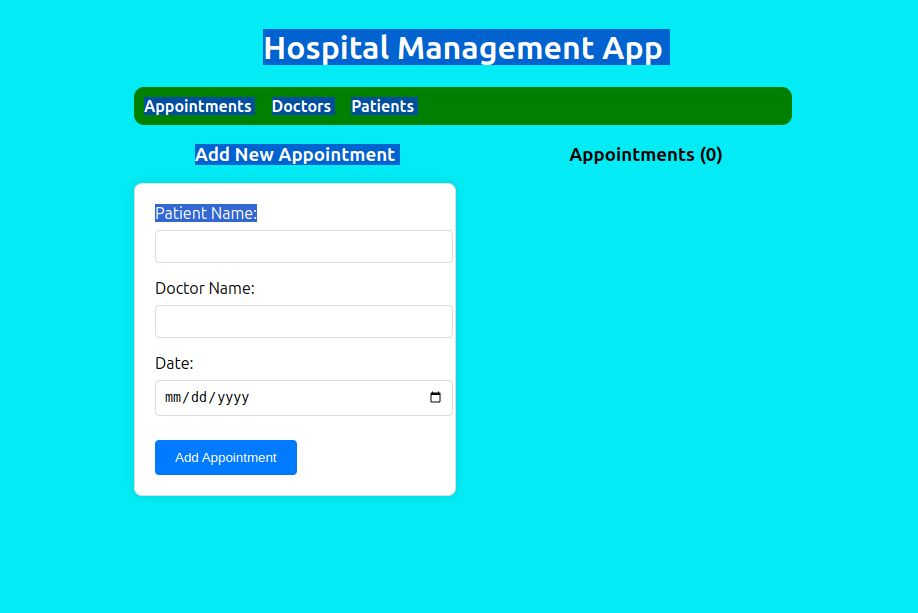 Hospital Management App
Appointments Doctors Patients
Add New Appointment
Appointments (0)
Patient Name:
Doctor Name:
Date:
mm/dd/yyyy
Add Appointment